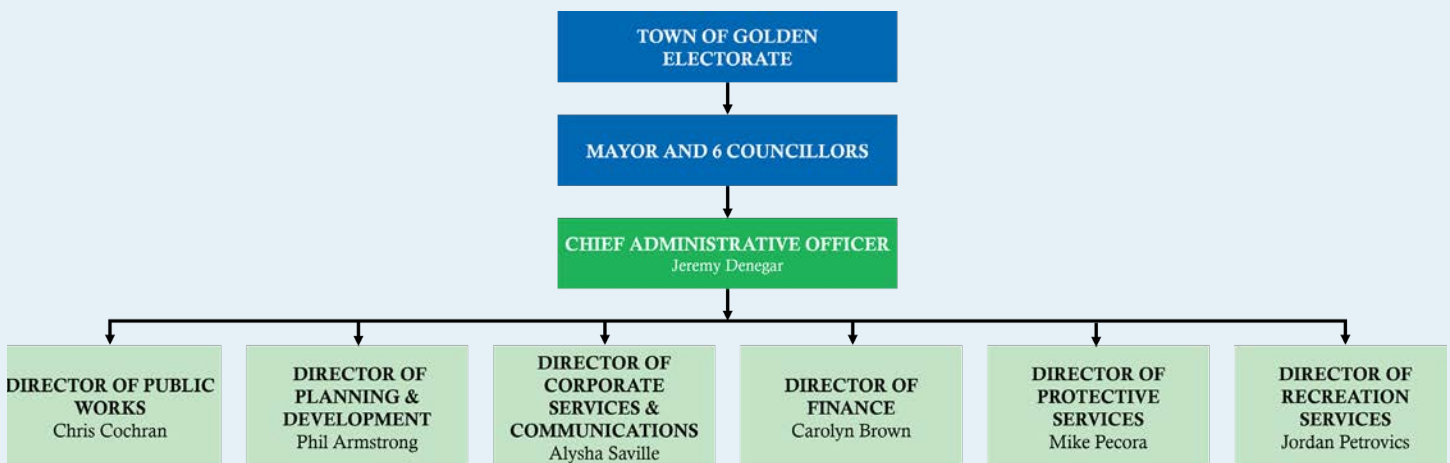 TOWN OF GOLDEN
ELECTORATE
MAYOR AND 6 COUNCILLORS
CHIEF ADMINISTRATIVE OFFICER
Jeremy Denegar
DIRECTOR OF PUBLIC
WORKS
Chris Cochran
DIRECTOR OF
PLANNING &
DEVELOPMENT
Phil Armstrong
DIRECTOR OF
CORPORATE
SERVICES &
COMMUNICATIONS
Alysha Saville
DIRECTOR OF
FINANCE
Carolyn Brown
DIRECTOR OF
PROTECTIVE
SERVICES
Mike Pecora
DIRECTOR OF
RECREATION
SERVICES
Jordan Petrovics